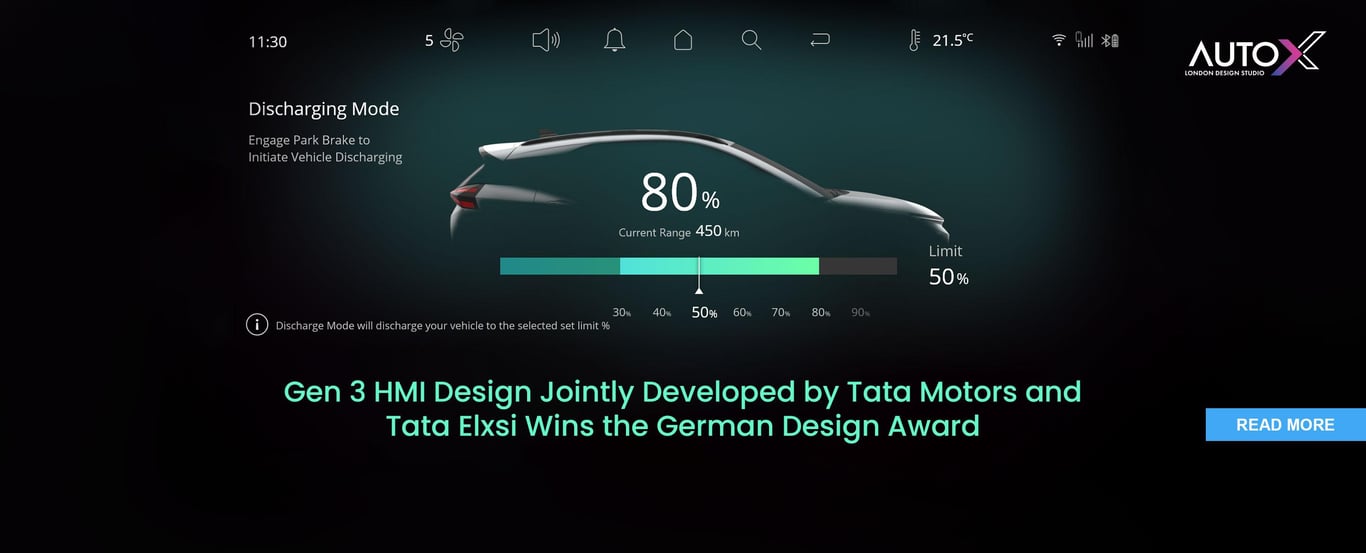 11:30
5
21.5°C
AUTOX
LONDON DESIGN STUDIO
Discharging Mode
Engage Park Brake to
Initiate Vehicle Discharging
80%
Current Range 450 km
Limit
50%
30% 40% 50% 60% 70% 80% 90%
Discharge Mode will discharge your vehicle to the selected set limit %
Gen 3 HMI Design Jointly Developed by Tata Motors and
Tata Elxsi Wins the German Design Award
READ MORE